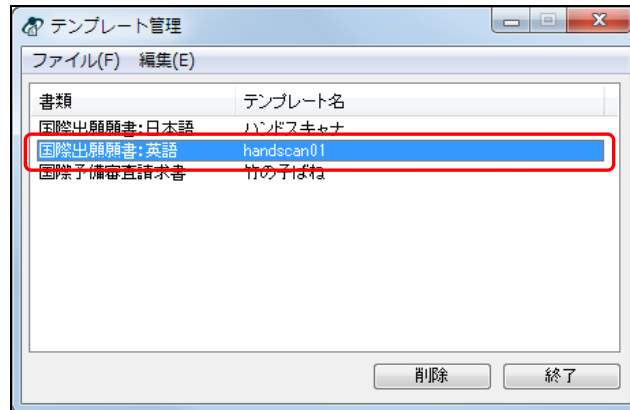 テンプレート管理
ファイル(F) 編集(E)
書類 テンプレート名
国際出願願書:日本語 ハンドスキャナ
国際出願願書:英語 handscan01
国際予備審査請求書 竹の子ばね
削除 終了